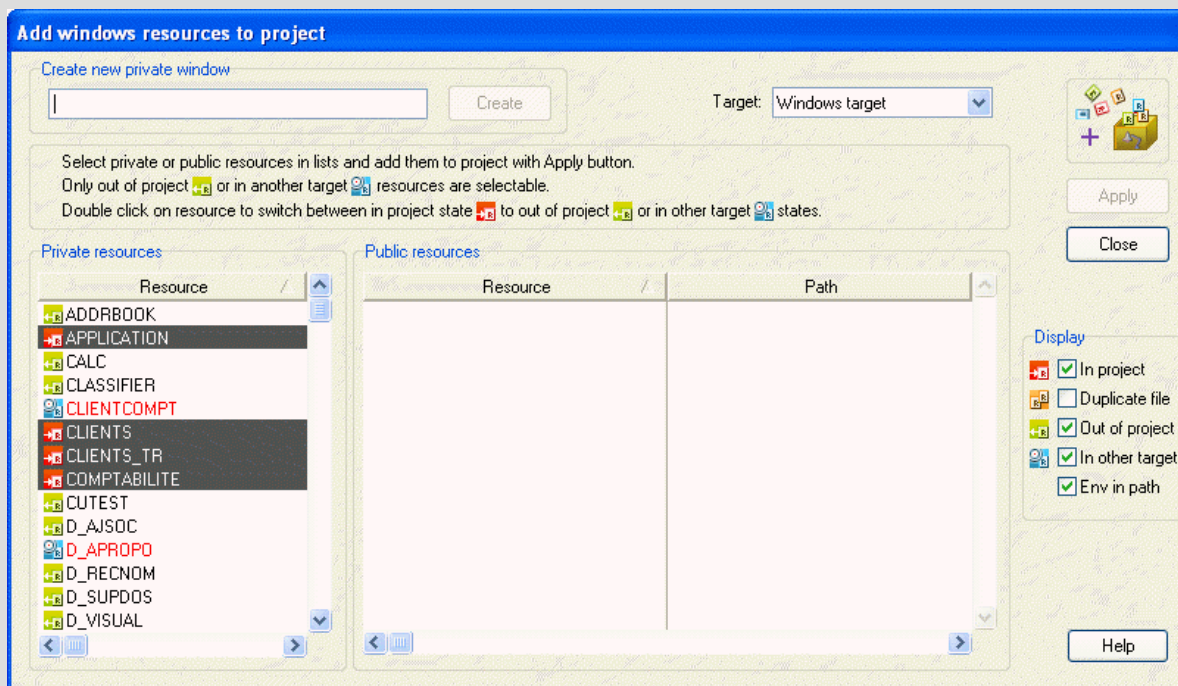 Add windows resources to project
Create new private window
Create
Target: Windows target
Select private or public resources in lists and add them to project with Apply button.
Only out of project or in another target resources are selectable.
Double click on resource to switch between in project state to out of project or in other target states.
Apply
Close
Private resources
Resource
ADDRBOOK
APPLICATION
CALC
CLASSIFIER
CLIENTCOMPT
CLIENTS
CLIENTS_TR
COMPTABILITE
CUTEST
D_AJSOC
D_APROPO
D_RECNOM
D_SUPDOS
D_VISUAL
Public resources
Resource Path
Display
In project
Duplicate file
Out of project
In other target
Env in path
Help